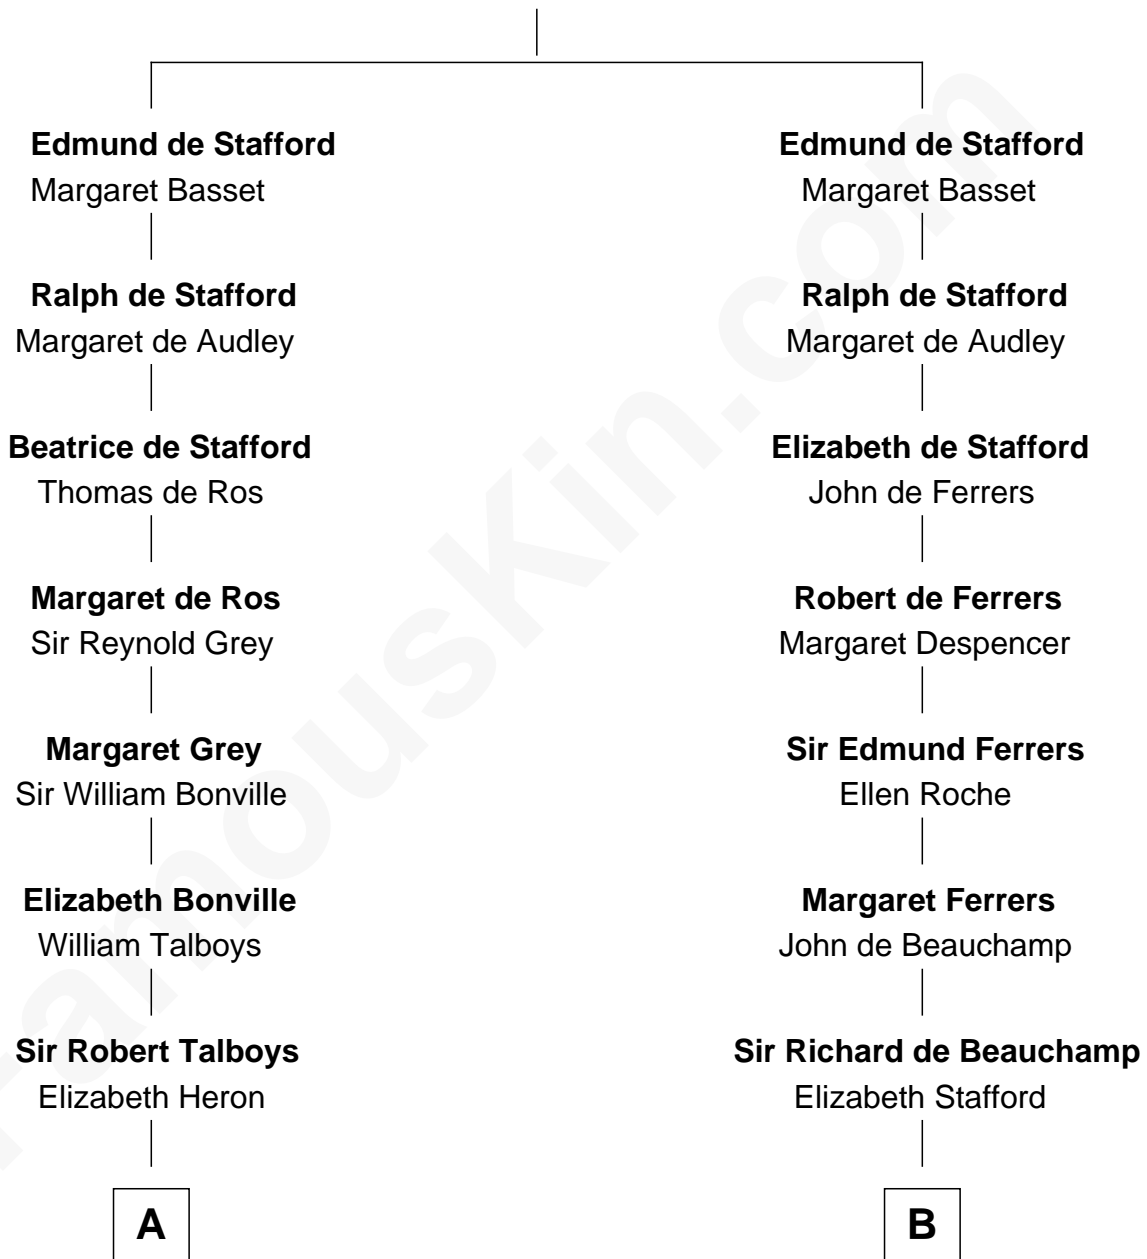 Edmund de Stafford
Margaret Basset
Ralph de Stafford
Margaret de Audley
Beatrice de Stafford
Thomas de Ros
Margaret de Ros
Sir Reynold Grey
Margaret Grey
Sir William Bonville
Elizabeth Bonville
William Talboys
Sir Robert Talboys
Elizabeth Heron
A
Edmund de Stafford
Margaret Basset
Ralph de Stafford
Margaret de Audley
Elizabeth de Stafford
John de Ferrers
Robert de Ferrers
Margaret Despencer
Sir Edmund Ferrers
Ellen Roche
Margaret Ferrers
John de Beauchamp
Sir Richard de Beauchamp
Elizabeth Stafford
B
FamousKin.com